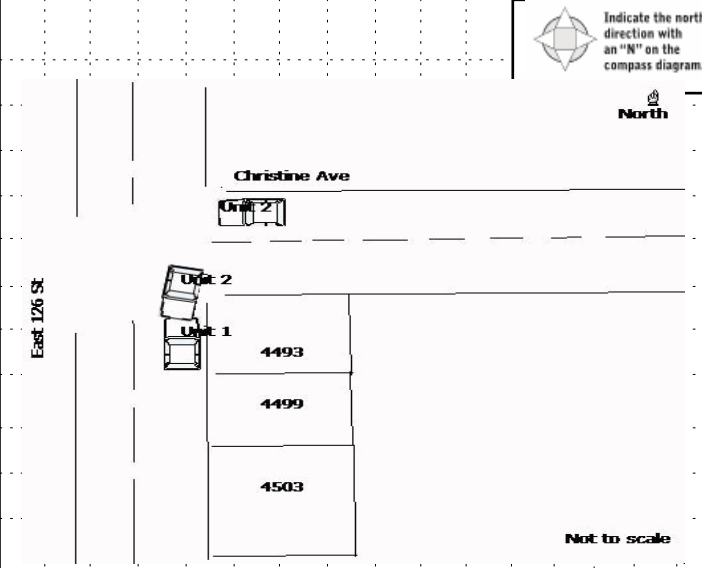 Indicate the north
direction with
an “N” on the
compass diagram.
North
Christine Ave
Unit 2
Unit 2
East 126 St
Unit 1
4493
4499
4503
Not to scale